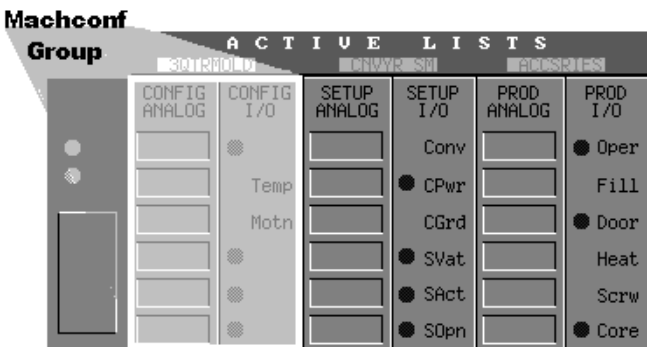 Machconf
Group
ACTIVE LISTS
3QTRMOLD CNVYR SM ACCSRIES
CONFIG ANALOG CONFIG I/O SETUP ANALOG SETUP I/O PROD ANALOG PROD I/O
Conv Oper
Temp CPwr Fill
Motn CGrd Door
SVat Heat
SAct Scrw
SOpn Core